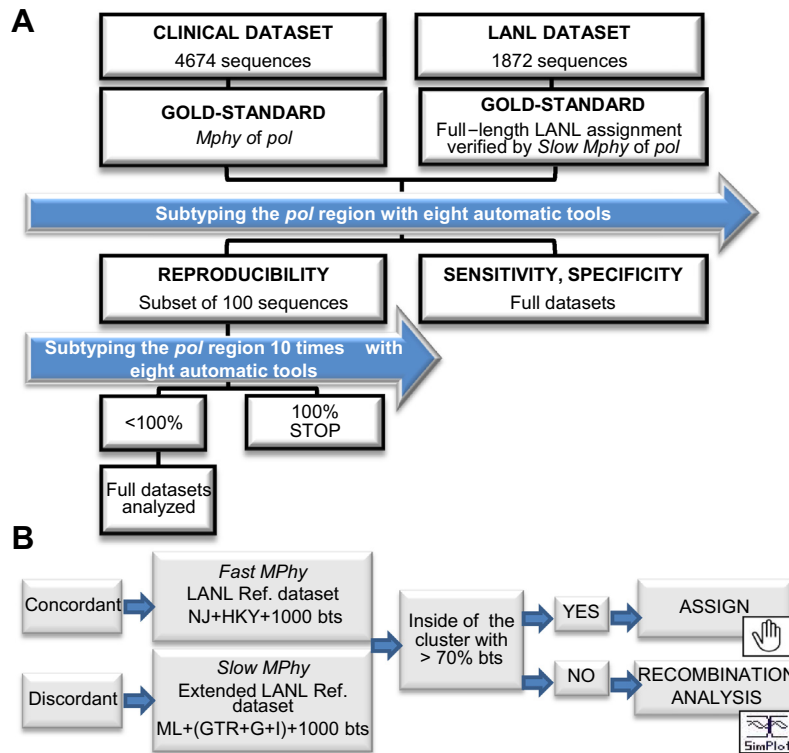 A
CLINICAL DATASET
4674 sequences
LANL DATASET
1872 sequences
GOLD-STANDARD
Mphy of pol
GOLD-STANDARD
Full–length LANL assignment
verified by Slow Mphy of pol
Subtyping the pol region with eight automatic tools
REPRODUCIBILITY
Subset of 100 sequences
SENSITIVITY, SPECIFICITY
Full datasets
Subtyping the pol region 10 times with
eight automatic tools
<100%
100%
STOP
Full datasets
analyzed
B
Concordant
Fast MPhy
LANL Ref. dataset
NJ+HKY+1000 bts
Discordant
Slow MPhy
Extended LANL Ref.
dataset
ML+(GTR+G+I)+1000 bts
Inside of the
cluster with
> 70% bts
YES
ASSIGN
NO
RECOMBINATION
ANALYSIS
SimPlot